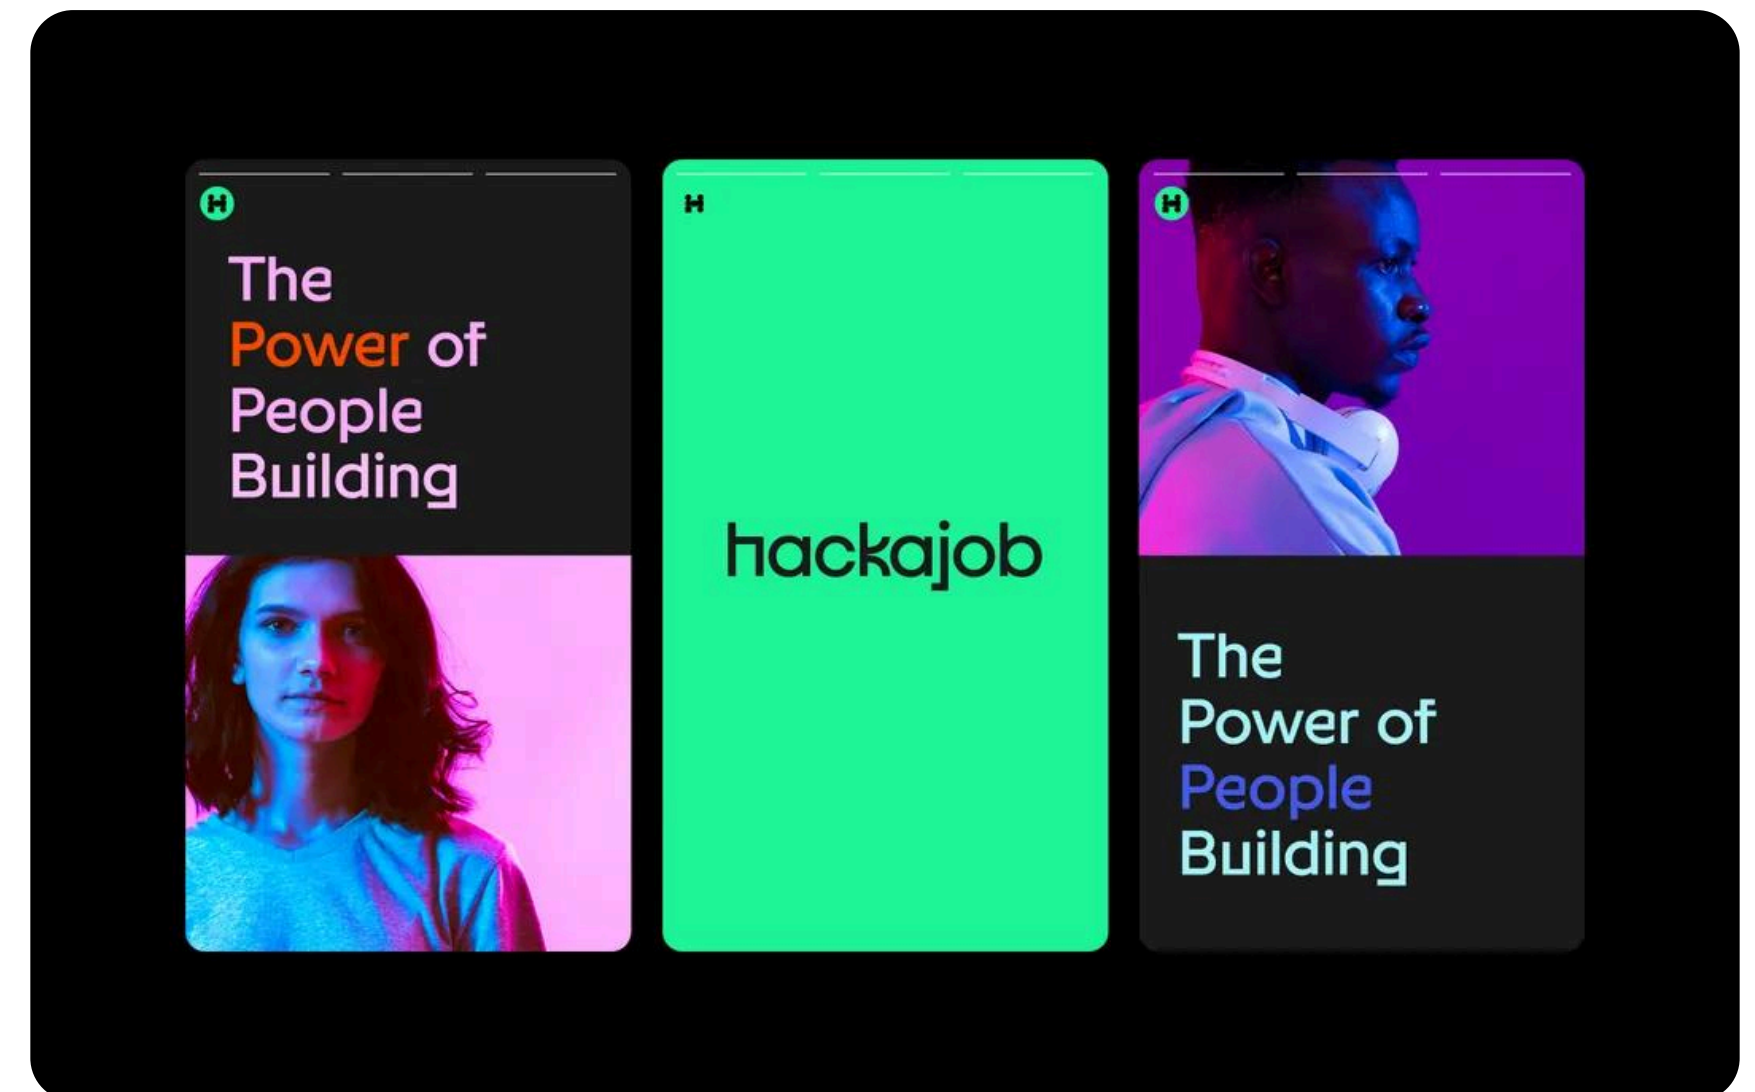 H
The
Power of
People
Building
H
hackajob
H
The
Power of
People
Building